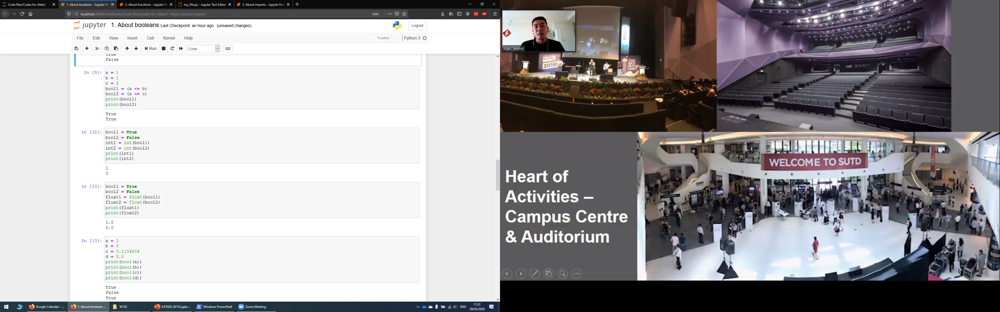 Code files/Codes for slides/
1. About booleans - Jupyter No
2. About functions - Jupyter No
my_file.py - Jupyter Text Editor
3. About imports - Jupyter Not
localhost:8888/notebooks/Code files/Codes for slides/1. About booleans.ipynb
120%
ABP
jupyter 1. About booleans Last Checkpoint: an hour ago (unsaved changes)
Logout
File Edit View Insert Cell Kernel Help
Trusted
Python 3
Run
Code
True
False
In [9]:
a = 1
b = 1
c = 2
bool1 = (a <= b)
bool2 = (a <= c)
print(bool1)
print(bool2)
True
True
In [32]:
bool1 = True
bool2 = False
int1 = int(bool1)
int2 = int(bool2)
print(int1)
print(int2)
1
0
In [33]:
bool1 = True
bool2 = False
float1 = float(bool1)
float2 = float(bool2)
print(float1)
print(float2)
1.0
0.0
In [13]:
a = 1
b = 0
c = 0.1154654
d = 0.0
print(bool(a))
print(bool(b))
print(bool(c))
print(bool(d))
True
False
True
Google Calendar - ...
1. About booleans ...
W1S2
ILP2020_W1S3.pptx...
Windows PowerShell
Zoom Meeting
ENG
11:22
29/05/2020
ivan_leemz
CLASS OF
2019!
THE
SKY
IS THE
LIMIT
WELCOME TO SUTD
Heart of
Activities –
Campus Centre
& Auditorium